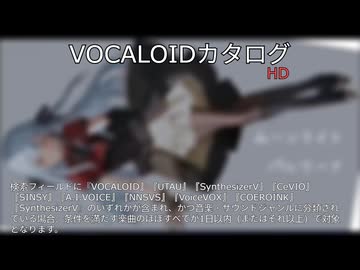 VOCALOIDカタログ
HD
検索フィールドに『VOCALOID』『UTAU』『SynthesizerV』『CeVIO』
『SINSY』『A.I.VOICE』『NNSVS』『VoiceVOX』『COEROINK』
『SynthesizerV』のいずれかが含まれ、かつ音楽・サウンドジャンルに分類され
ている場合、条件を満たす楽曲のほぼすべてが1日以内（またはそれ以上）で対象
となります。